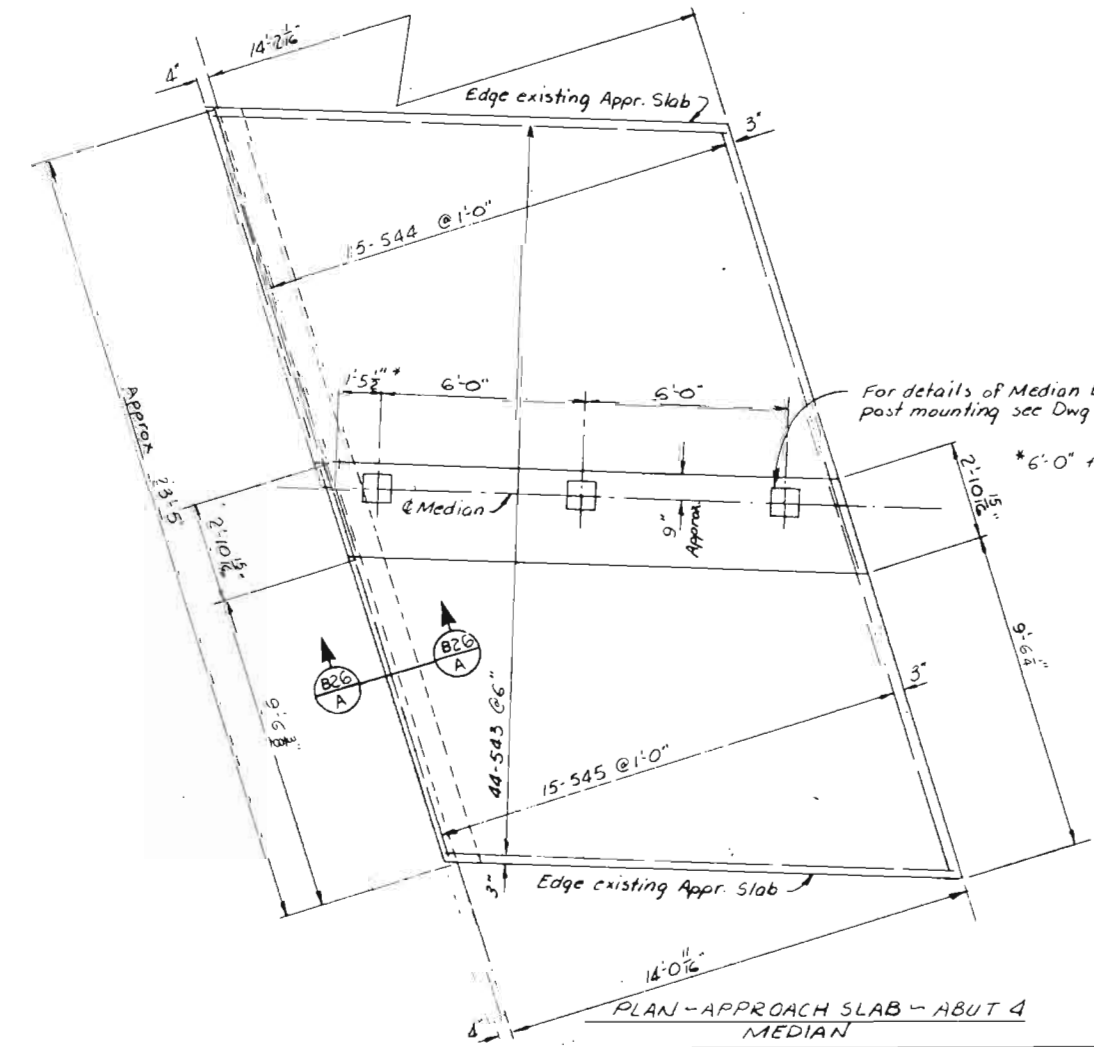 14'-2 1/16"
4"
Edge existing Appr. Slab
3"
15-544 @ 1'-0"
1'-5 1/2" *
6'-0"
6'-0"
For details of Median
post mounting see Dwg
*6'-0"
2'-10 15/16"
℄ Median
9"
Approx
Approx 23'-5"
2'-10 15/16"
B26
A
B26
A
9'-6 1/4"
3"
44-543 @ 6"
15-545 @ 1'-0"
3"
Edge existing Appr. Slab
14'-0 11/16"
4"
PLAN - APPROACH SLAB - ABUT 4
MEDIAN